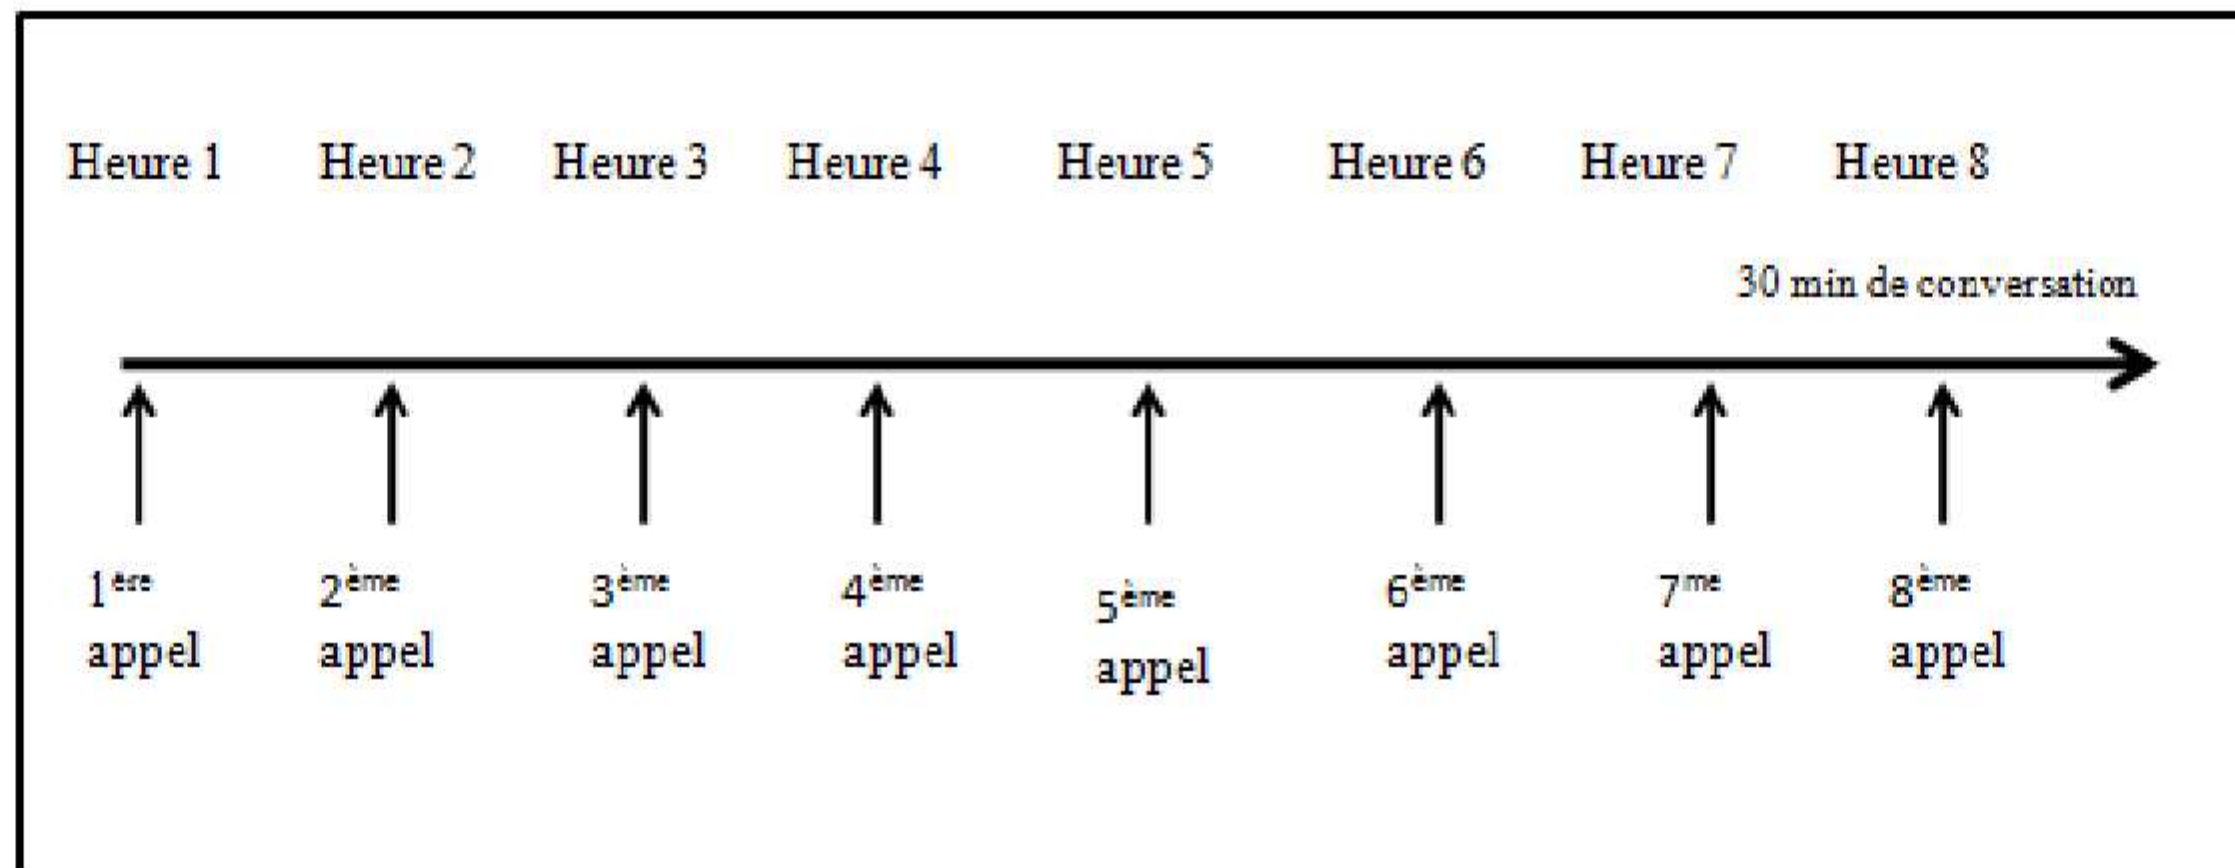 Heure 1 Heure 2 Heure 3 Heure 4 Heure 5 Heure 6 Heure 7 Heure 8
30 min de conversation
1ère 2ème 3ème 4ème 5ème 6ème 7me 8ème
appel appel appel appel appel appel appel appel